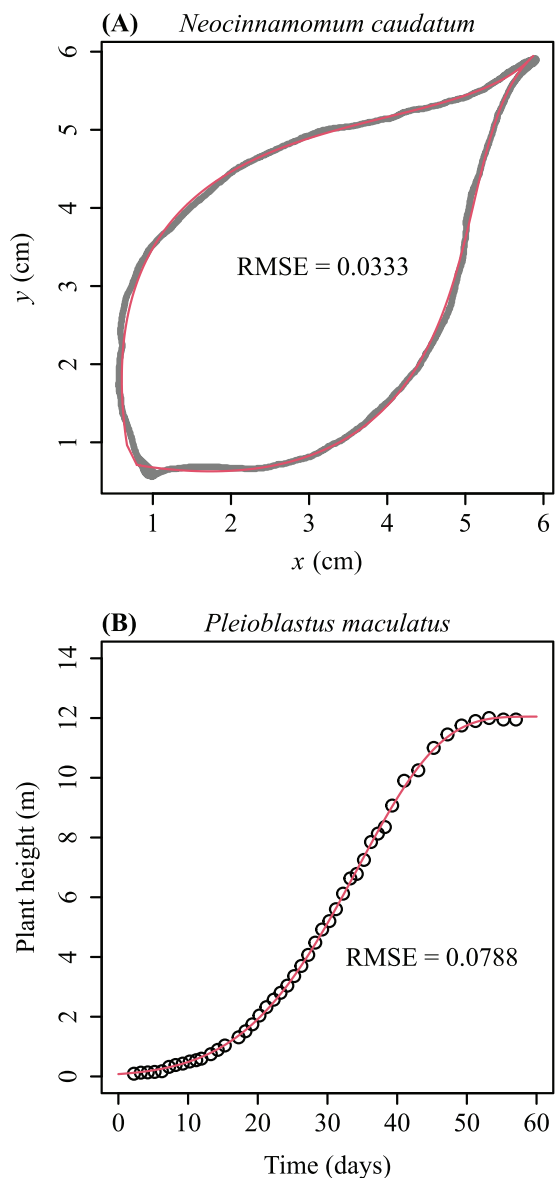 (A) Neocinnamomum caudatum
6
5
4
3
2
1
y (cm)
RMSE = 0.0333
1 2 3 4 5 6
x (cm)
(B) Pleioblastus maculatus
14
12
10
8
6
4
2
0
Plant height (m)
RMSE = 0.0788
0 10 20 30 40 50 60
Time (days)